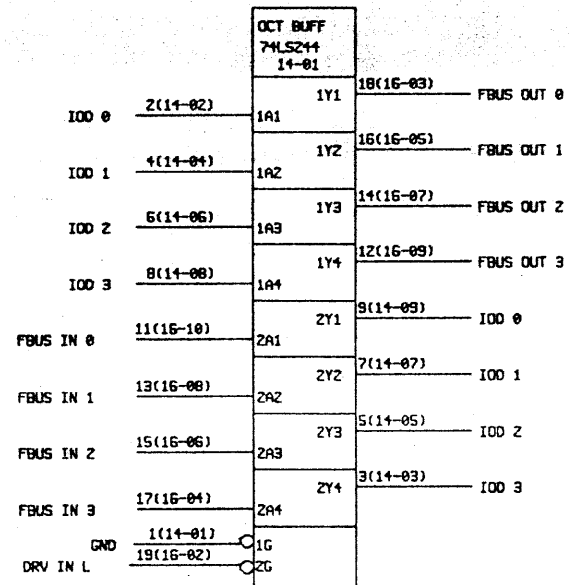 OCT BUFF
74LS244
14-01
1Y1 18(16-03) FBUS OUT 0
IOD 0 2(14-02) 1A1
1Y2 16(16-05) FBUS OUT 1
IOD 1 4(14-04) 1A2
1Y3 14(16-07) FBUS OUT 2
IOD 2 6(14-06) 1A3
1Y4 12(16-09) FBUS OUT 3
IOD 3 8(14-08) 1A4
2Y1 9(14-09) IOD 0
FBUS IN 0 11(16-10) 2A1
2Y2 7(14-07) IOD 1
FBUS IN 1 13(16-08) 2A2
2Y3 5(14-05) IOD 2
FBUS IN 2 15(16-06) 2A3
2Y4 3(14-03) IOD 3
FBUS IN 3 17(16-04) 2A4
GND 1(14-01) 1G
DRV IN L 19(16-02) 2G